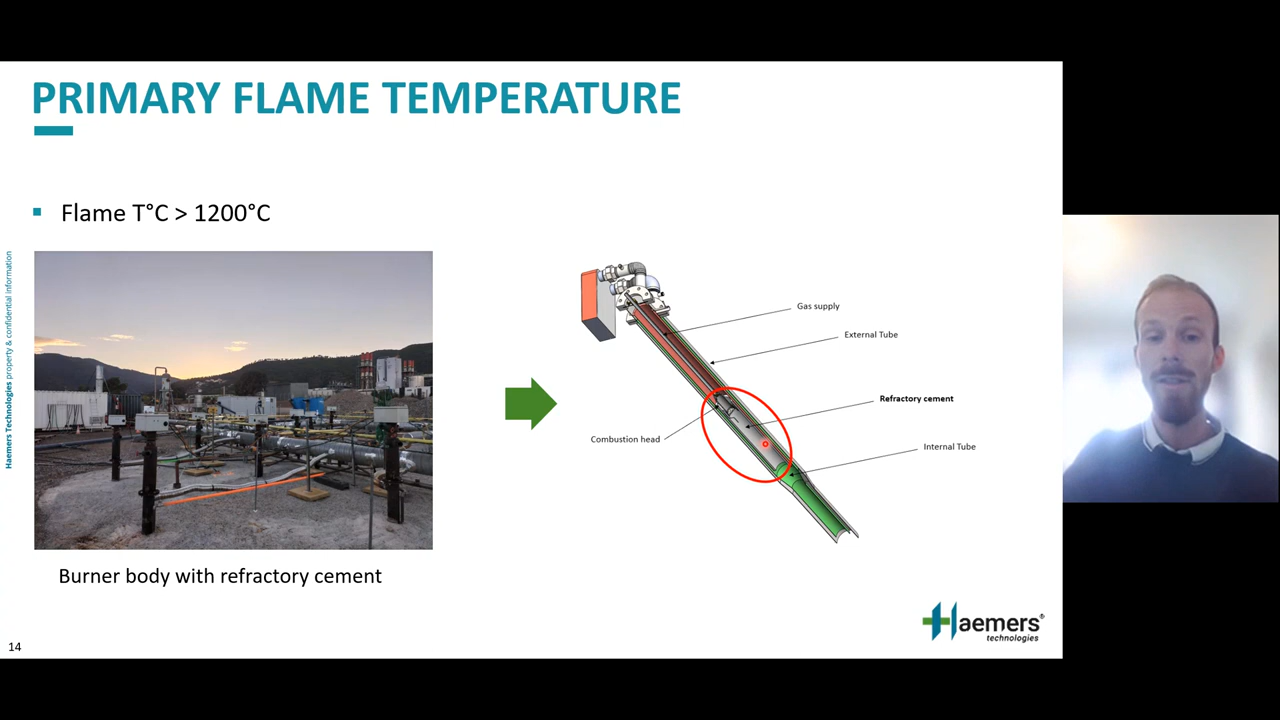 PRIMARY FLAME TEMPERATURE
▪ Flame T°C > 1200°C
Haemers Technologies property & confidential information
Gas supply
External Tube
Refractory cement
Combustion head
Internal Tube
Burner body with refractory cement
Haemers®
technologies
14